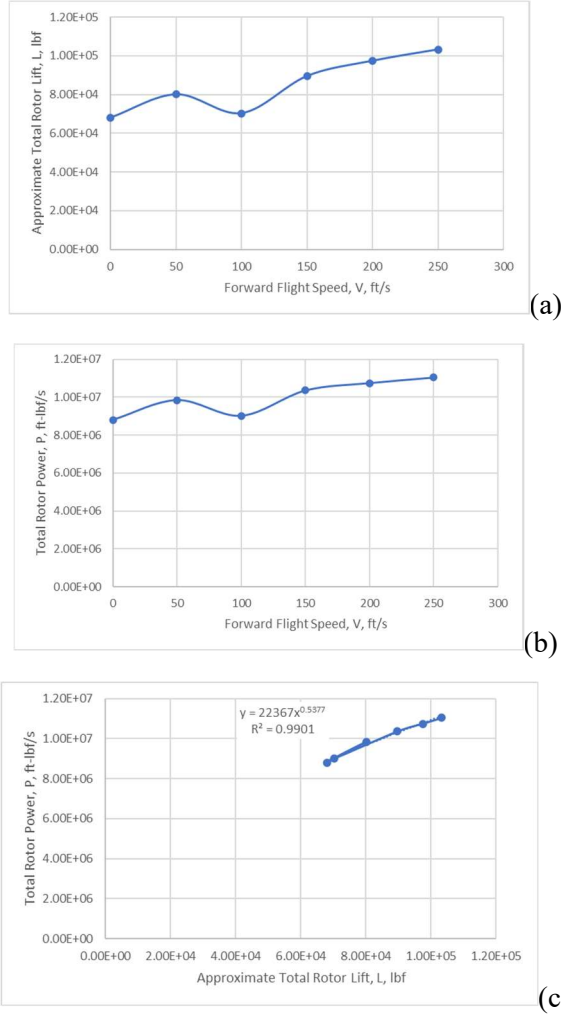 1.20E+05
1.00E+05
8.00E+04
6.00E+04
4.00E+04
2.00E+04
0.00E+00
Approximate Total Rotor Lift, L, lbf
0 50 100 150 200 250 300
Forward Flight Speed, V, ft/s
(a)
1.20E+07
1.00E+07
8.00E+06
6.00E+06
4.00E+06
2.00E+06
0.00E+00
Total Rotor Power, P, ft-lbf/s
0 50 100 150 200 250 300
Forward Flight Speed, V, ft/s
(b)
1.20E+07
1.00E+07
8.00E+06
6.00E+06
4.00E+06
2.00E+06
0.00E+00
Total Rotor Power, P, ft-lbf/s
y = 22367x^0.5377
R² = 0.9901
0.00E+00 2.00E+04 4.00E+04 6.00E+04 8.00E+04 1.00E+05 1.20E+05
Approximate Total Rotor Lift, L, lbf
(c